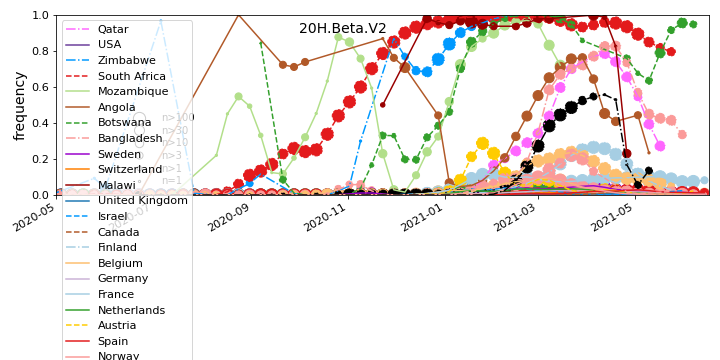 20H.Beta.V2
frequency
1.0
0.8
0.6
0.4
0.2
0.0
2020-05
2020-07
2020-09
2020-11
2021-01
2021-03
2021-05
Qatar
USA
Zimbabwe
South Africa
Mozambique
Angola
Botswana
Bangladesh
Sweden
Switzerland
Malawi
United Kingdom
Israel
Canada
Finland
Belgium
Germany
France
Netherlands
Austria
Spain
Norway
n>100
n>30
n>10
n>3
n>1
n=1